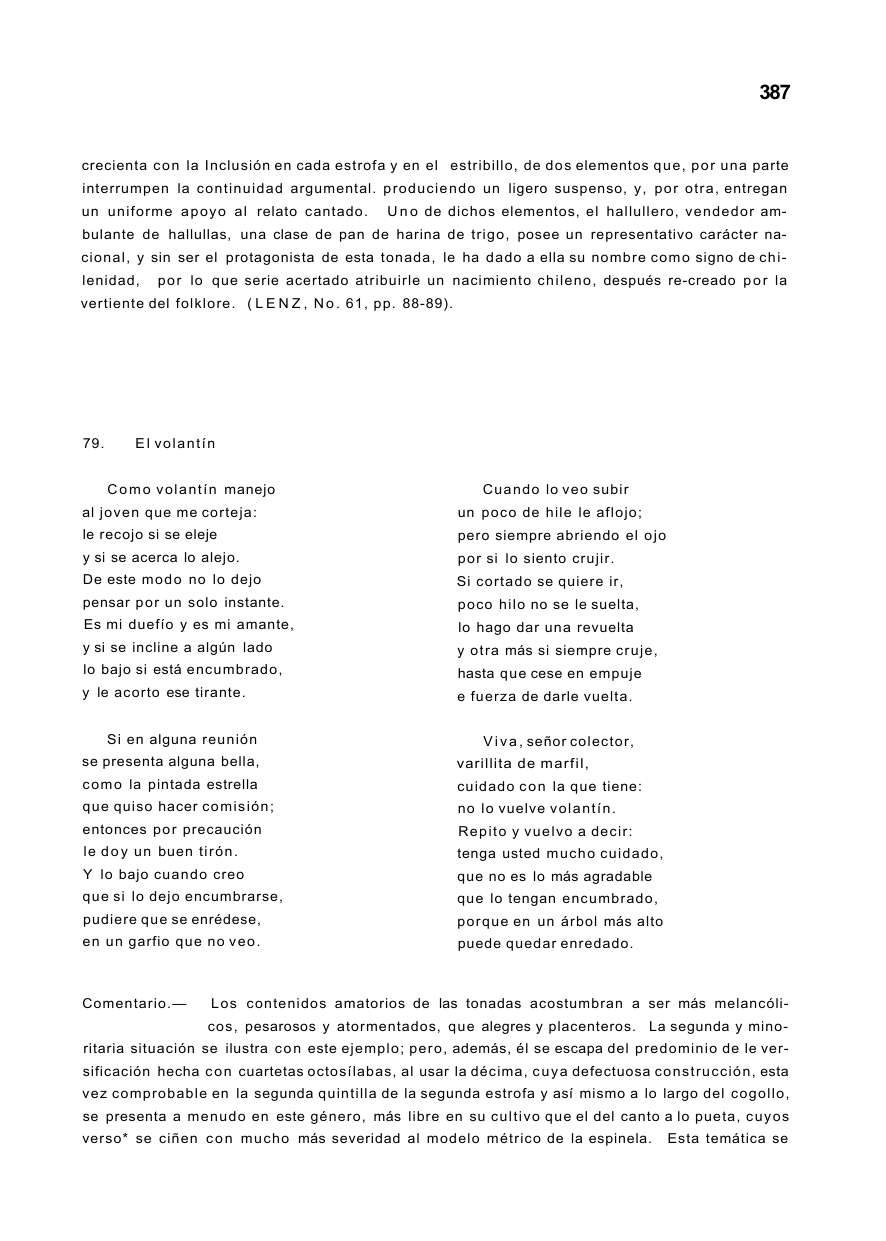 387
crecienta con la Inclusión en cada estrofa y en el estribillo, de dos elementos que, por una parte
interrumpen la continuidad argumental. produciendo un ligero suspenso, y, por otra, entregan
un uniforme apoyo al relato cantado. Uno de dichos elementos, el hallullero, vendedor am-
bulante de hallullas, una clase de pan de harina de trigo, posee un representativo carácter na-
cional, y sin ser el protagonista de esta tonada, le ha dado a ella su nombre como signo de chi-
lenidad, por lo que serie acertado atribuirle un nacimiento chileno, después re-creado por la
vertiente del folklore. (LENZ, No. 61, pp. 88-89).
79. El volantín
Como volantín manejo
al joven que me corteja:
le recojo si se eleje
y si se acerca lo alejo.
De este modo no lo dejo
pensar por un solo instante.
Es mi duefío y es mi amante,
y si se incline a algún lado
lo bajo si está encumbrado,
y le acorto ese tirante.
Si en alguna reunión
se presenta alguna bella,
como la pintada estrella
que quiso hacer comisión;
entonces por precaución
le doy un buen tirón.
Y lo bajo cuando creo
que si lo dejo encumbrarse,
pudiere que se enrédese,
en un garfio que no veo.
Cuando lo veo subir
un poco de hile le aflojo;
pero siempre abriendo el ojo
por si lo siento crujir.
Si cortado se quiere ir,
poco hilo no se le suelta,
lo hago dar una revuelta
y otra más si siempre cruje,
hasta que cese en empuje
e fuerza de darle vuelta.
Viva, señor colector,
varillita de marfil,
cuidado con la que tiene:
no lo vuelve volantín.
Repito y vuelvo a decir:
tenga usted mucho cuidado,
que no es lo más agradable
que lo tengan encumbrado,
porque en un árbol más alto
puede quedar enredado.
Comentario.— Los contenidos amatorios de las tonadas acostumbran a ser más melancóli-
cos, pesarosos y atormentados, que alegres y placenteros. La segunda y mino-
ritaria situación se ilustra con este ejemplo; pero, además, él se escapa del predominio de le ver-
sificación hecha con cuartetas octosílabas, al usar la décima, cuya defectuosa construcción, esta
vez comprobable en la segunda quintilla de la segunda estrofa y así mismo a lo largo del cogollo,
se presenta a menudo en este género, más libre en su cultivo que el del canto a lo pueta, cuyos
verso* se ciñen con mucho más severidad al modelo métrico de la espinela. Esta temática se